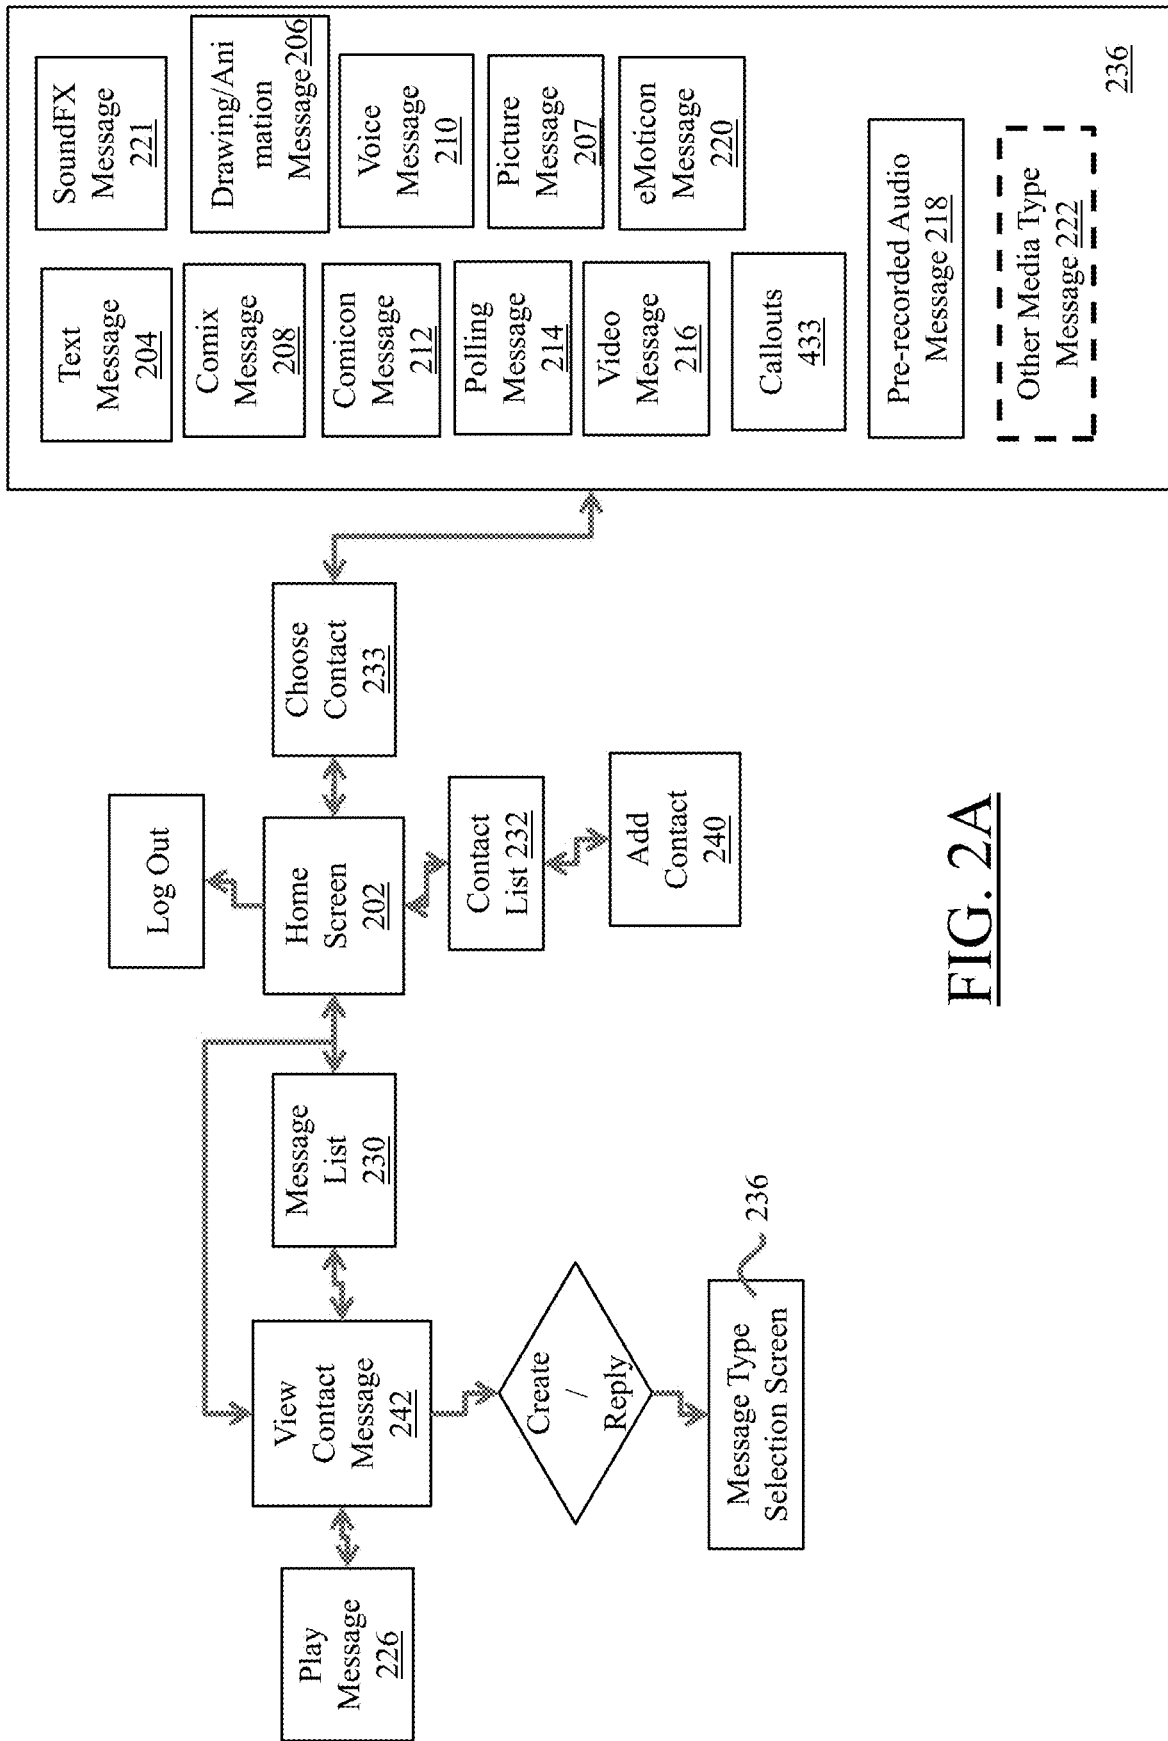 Play
Message
226
View
Contact
Message
242
Create
/
Reply
Message Type
Selection Screen
236
Message
List
230
Log Out
Home
Screen
202
Contact
List 232
Add
Contact
240
Choose
Contact
233
Text
Message
204
SoundFX
Message
221
Comix
Message
208
Drawing/Ani
mation
Message206
Comicon
Message
212
Voice
Message
210
Polling
Message
214
Picture
Message
207
Video
Message
216
eMoticon
Message
220
Callouts
433
Pre-recorded Audio
Message 218
Other Media Type
Message 222
236
FIG. 2A